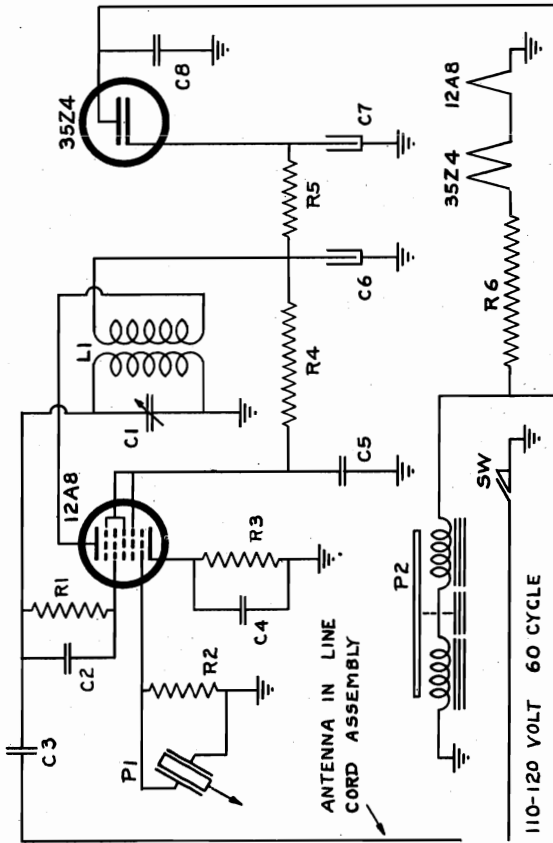 35Z4
C8
C7
R5
12A8
35Z4
L1
C6
R6
C1
R4
12A8
C5
R1
R3
C2
C4
SW
P2
C3
R2
P1
ANTENNA IN LINE
CORD ASSEMBLY
110-120 VOLT 60 CYCLE